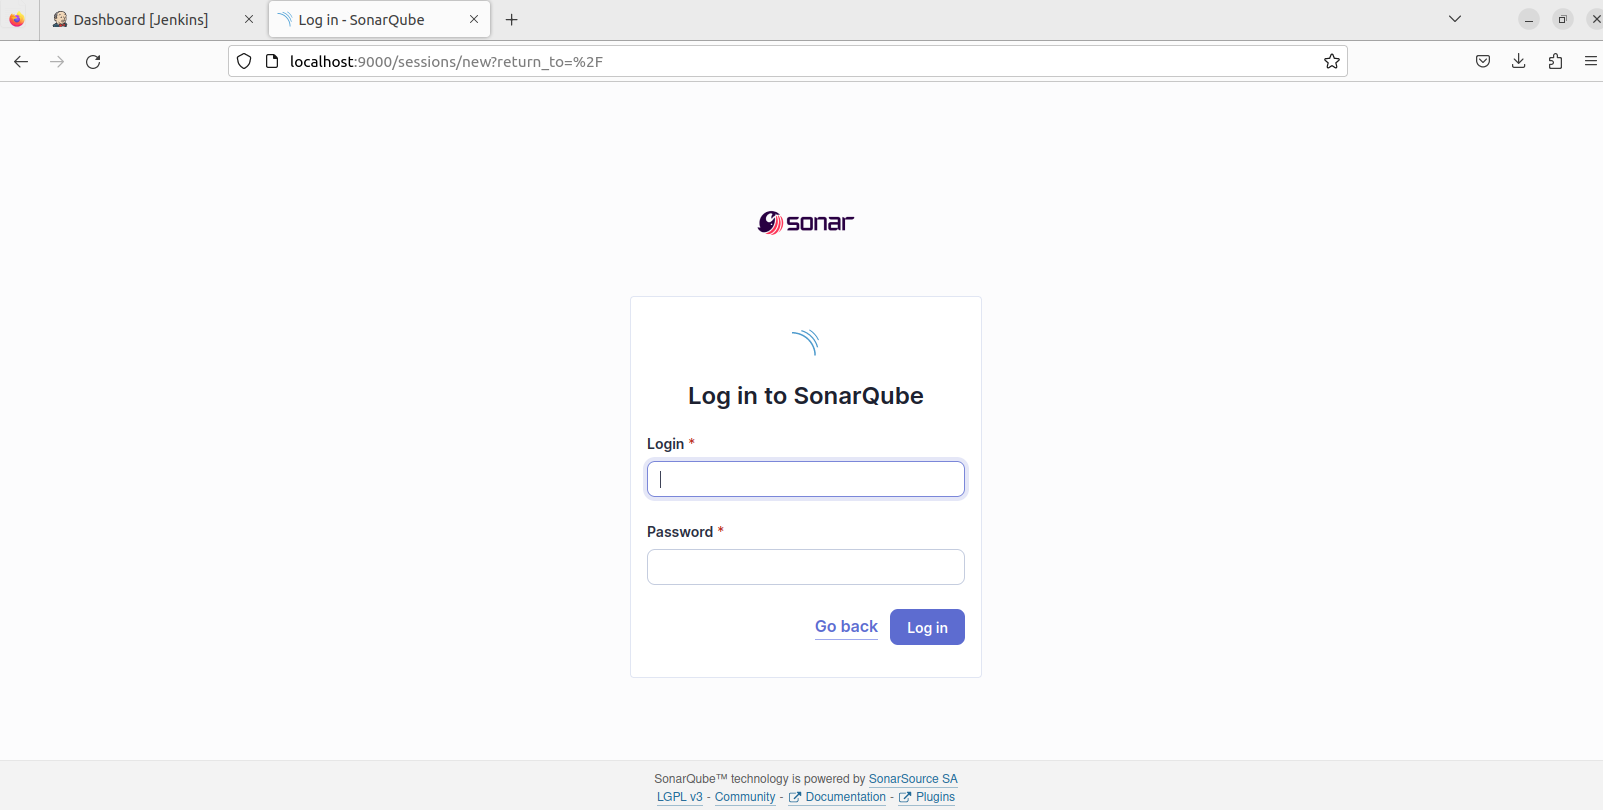 Dashboard [Jenkins]
Log in - SonarQube
localhost:9000/sessions/new?return_to=%2F
sonar
Log in to SonarQube
Login *
Password *
Go back
Log in
SonarQube™ technology is powered by SonarSource SA
LGPL v3 - Community - Documentation - Plugins